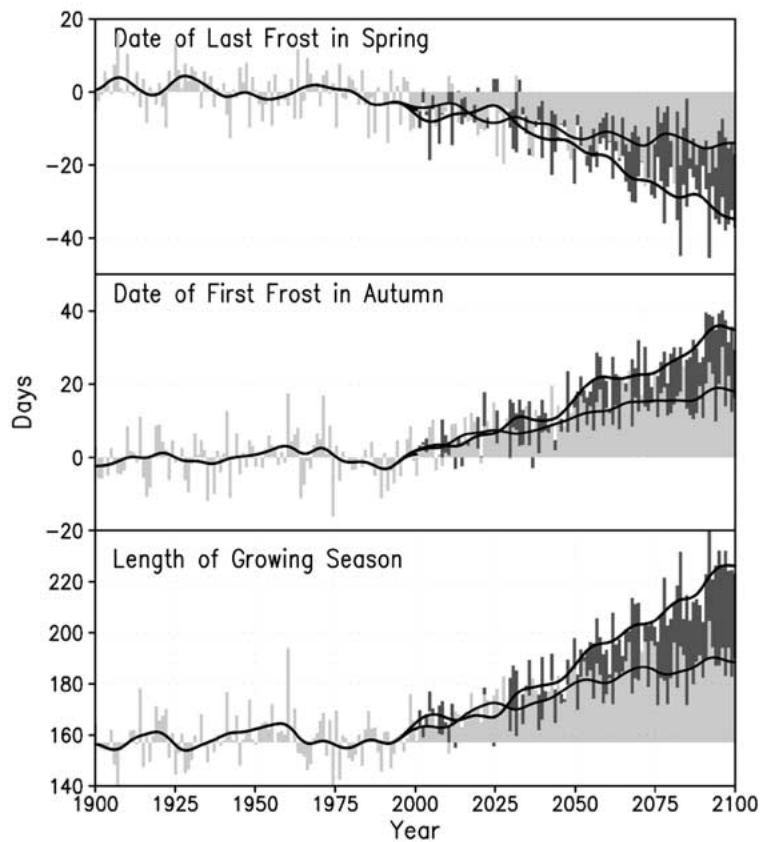 20
Date of Last Frost in Spring
0
-20
-40
Date of First Frost in Autumn
40
20
0
-20
Days
Length of Growing Season
220
200
180
160
140
1900 1925 1950 1975 2000 2025 2050 2075 2100
Year